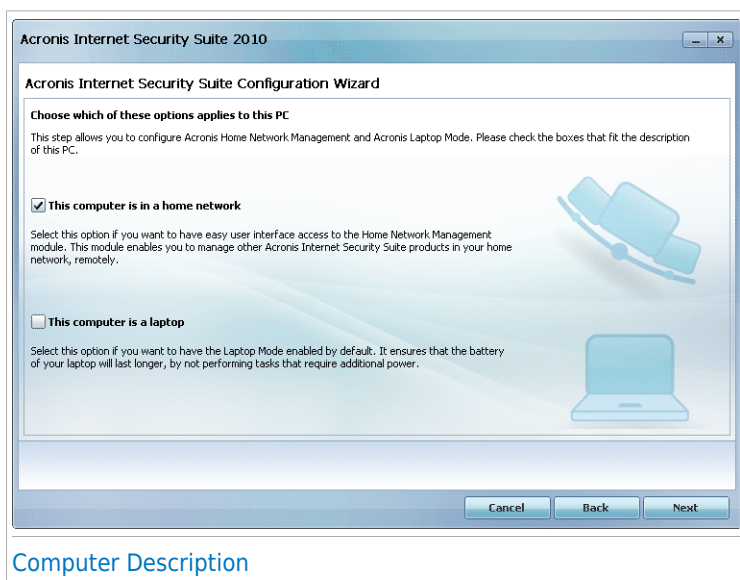 Acronis Internet Security Suite 2010
Acronis Internet Security Suite Configuration Wizard
Choose which of these options applies to this PC
This step allows you to configure Acronis Home Network Management and Acronis Laptop Mode. Please check the boxes that fit the description
of this PC.
This computer is in a home network
Select this option if you want to have easy user interface access to the Home Network Management
module. This module enables you to manage other Acronis Internet Security Suite products in your home
network, remotely.
This computer is a laptop
Select this option if you want to have the Laptop Mode enabled by default. It ensures that the battery
of your laptop will last longer, by not performing tasks that require additional power.
Cancel Back Next
Computer Description